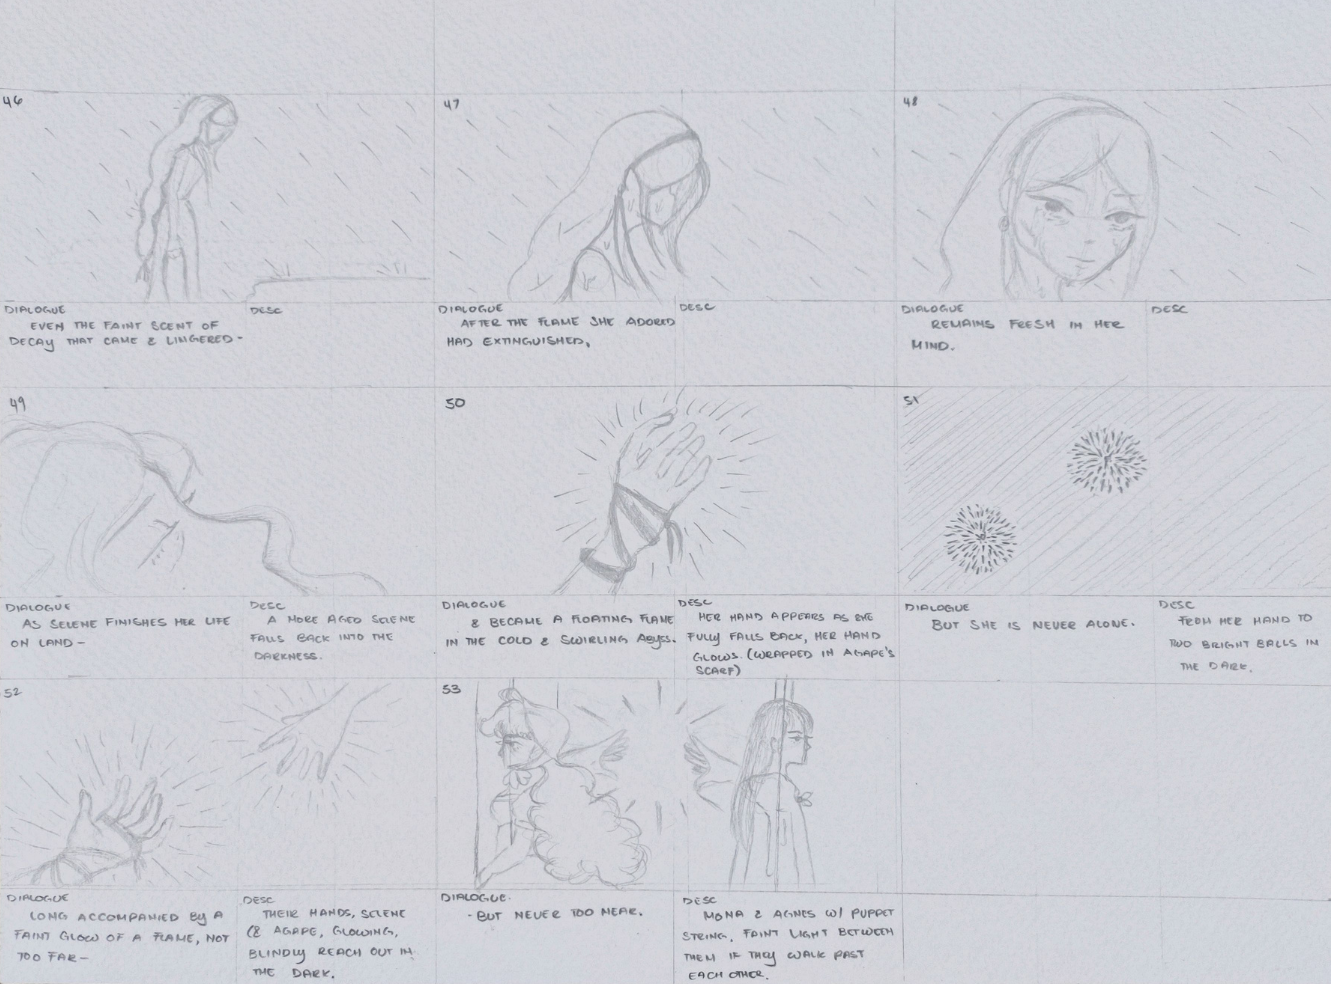 46
DIALOGUE
EVEN THE FAINT SCENT OF
DECAY THAT CAME & LINGERED-
DESC
47
DIALOGUE
AFTER THE FLAME SHE ADORED
HAD EXTINGUISHED,
DESC
48
DIALOGUE
REMAINS FRESH IN HER
MIND.
DESC
49
DIALOGUE
AS SELENE FINISHES HER LIFE
ON LAND-
DESC
A MORE AGED SELENE
FALLS BACK INTO THE
DARKNESS.
50
DIALOGUE
& BECAME A FLOATING FLAME
IN THE COLD & SWIRLING ABYSS.
DESC
HER HAND APPEARS AS SHE
FULLY FALLS BACK, HER HAND
GLOWS. (WRAPPED IN AGAPE'S
SCARF)
51
DIALOGUE
BUT SHE IS NEVER ALONE.
DESC
FROM HER HAND TO
TWO BRIGHT BALLS IN
THE DARK.
52
DIALOGUE
LONG ACCOMPANIED BY A
FAINT GLOW OF A FLAME, NOT
TOO FAR-
DESC
THEIR HANDS, SELENE
(& AGAPE, GLOWING,
BLINDLY REACH OUT IN
THE DARK.
53
DIALOGUE.
-BUT NEVER TOO NEAR.
DESC
MONA & AGNES W/ PUPPET
STRING, FAINT LIGHT BETWEEN
THEM IF THEY WALK PAST
EACH OTHER.